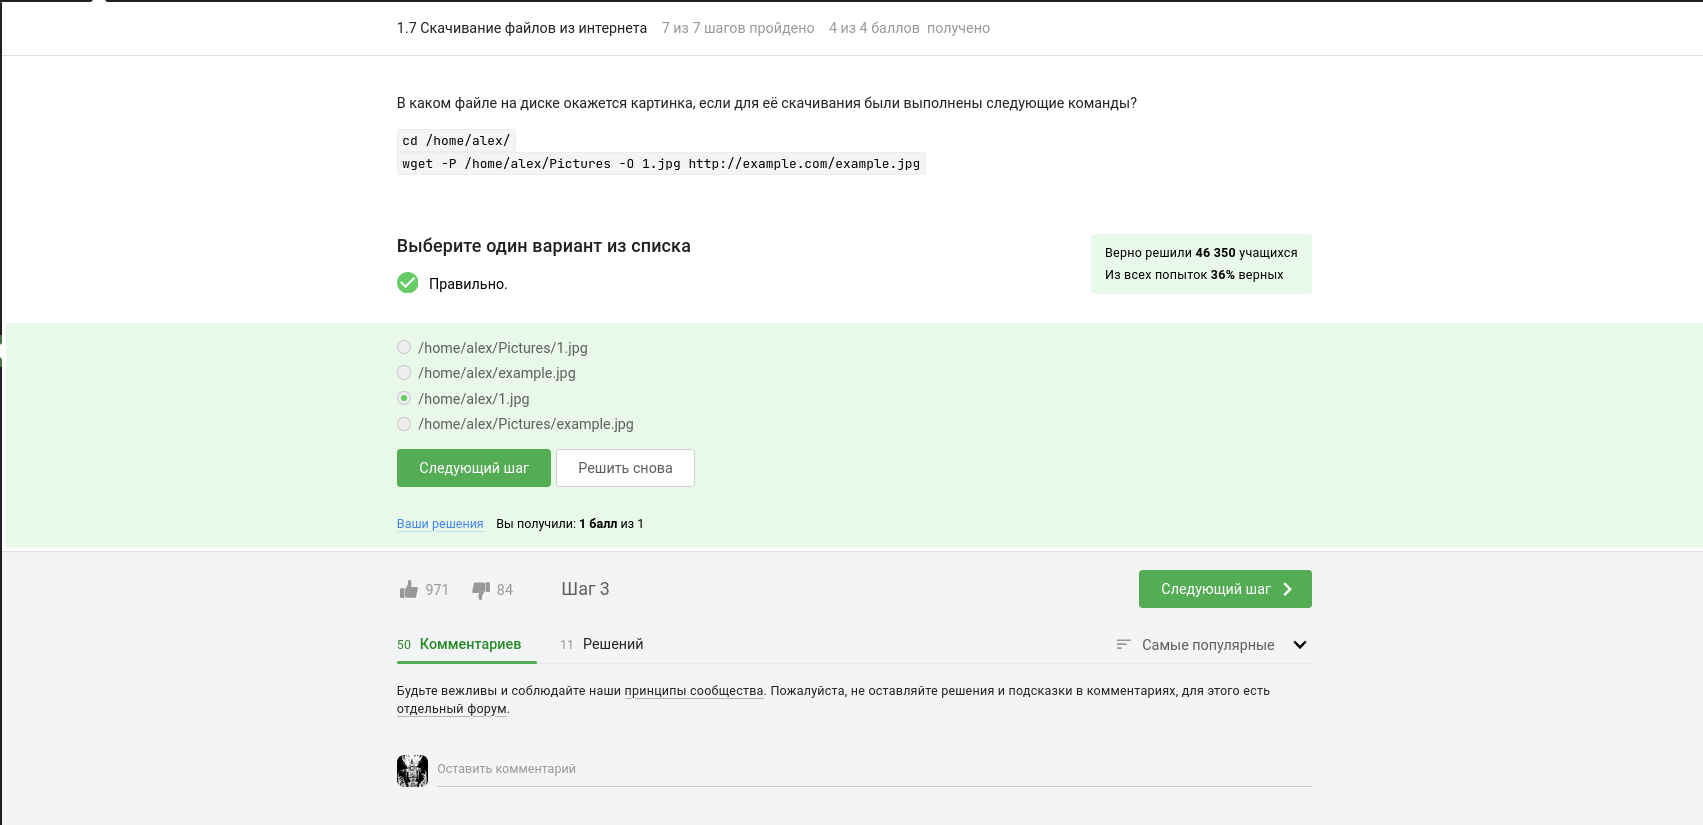 1.7 Скачивание файлов из интернета 7 из 7 шагов пройдено 4 из 4 баллов получено
В каком файле на диске окажется картинка, если для её скачивания были выполнены следующие команды?
cd /home/alex/
wget -P /home/alex/Pictures -O 1.jpg http://example.com/example.jpg
Выберите один вариант из списка
Верно решили 46 350 учащихся
Из всех попыток 36% верных
Правильно.
/home/alex/Pictures/1.jpg
/home/alex/example.jpg
/home/alex/1.jpg
/home/alex/Pictures/example.jpg
Следующий шаг Решить снова
Ваши решения Вы получили: 1 балл из 1
971 84 Шаг 3 Следующий шаг
50 Комментариев 11 Решений Самые популярные
Будьте вежливы и соблюдайте наши принципы сообщества. Пожалуйста, не оставляйте решения и подсказки в комментариях, для этого есть
отдельный форум.
Оставить комментарий